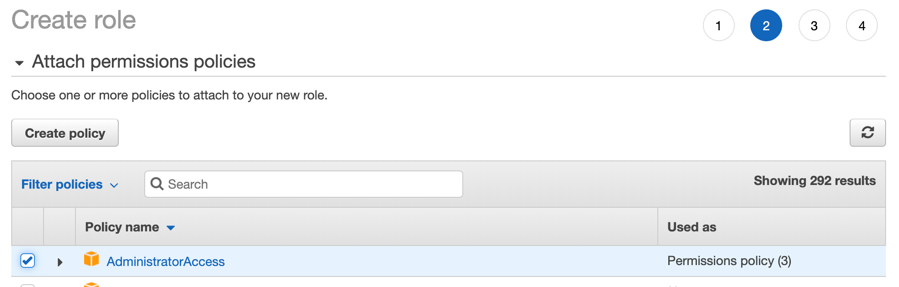 Create role
1 2 3 4
Attach permissions policies
Choose one or more policies to attach to your new role.
Create policy
Filter policies
Search
Showing 292 results
Policy name
Used as
AdministratorAccess
Permissions policy (3)